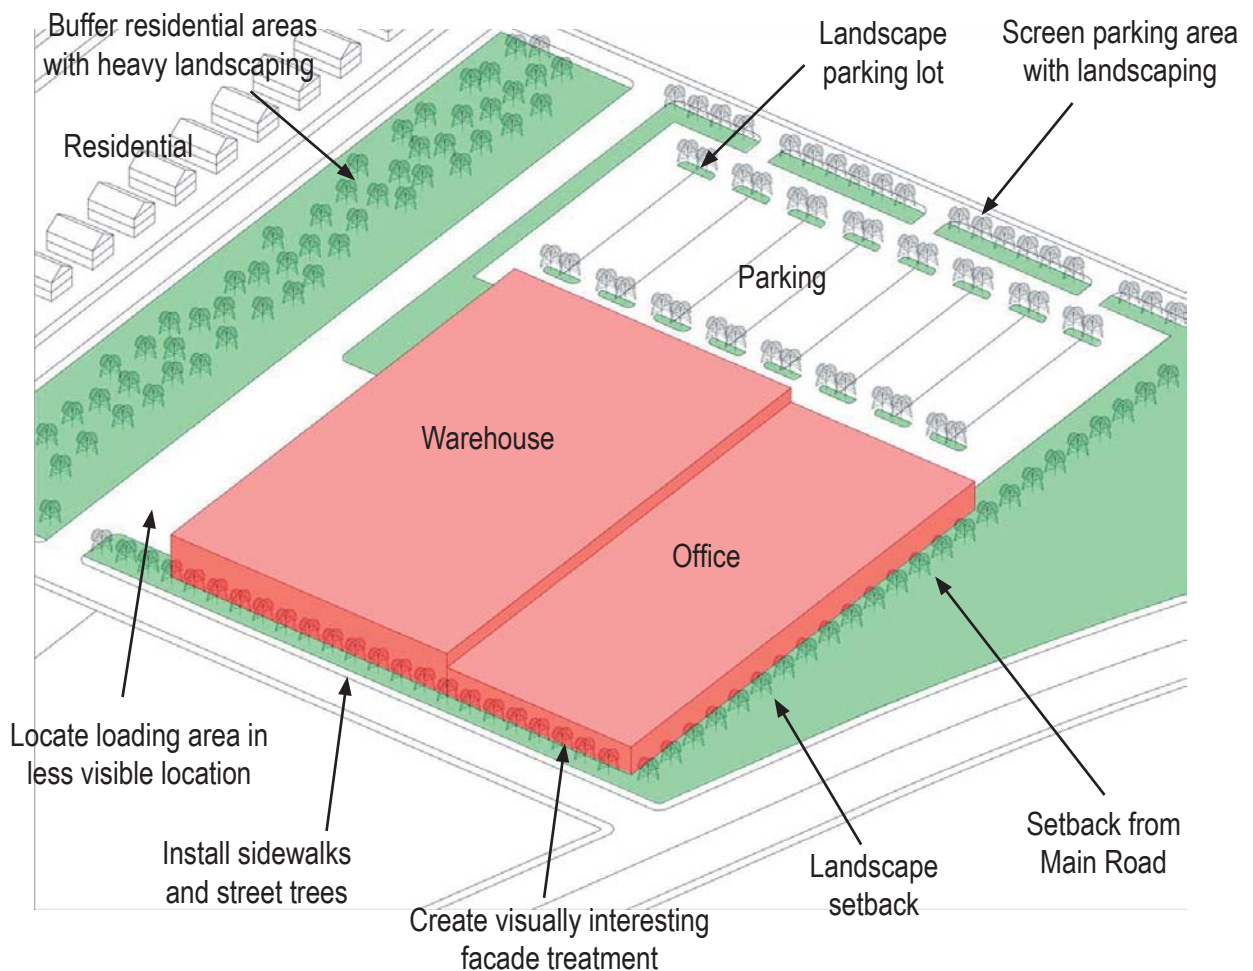 Buffer residential areas
with heavy landscaping
Landscape
parking lot
Screen parking area
with landscaping
Residential
Parking
Warehouse
Office
Locate loading area in
less visible location
Install sidewalks
and street trees
Create visually interesting
facade treatment
Landscape
setback
Setback from
Main Road